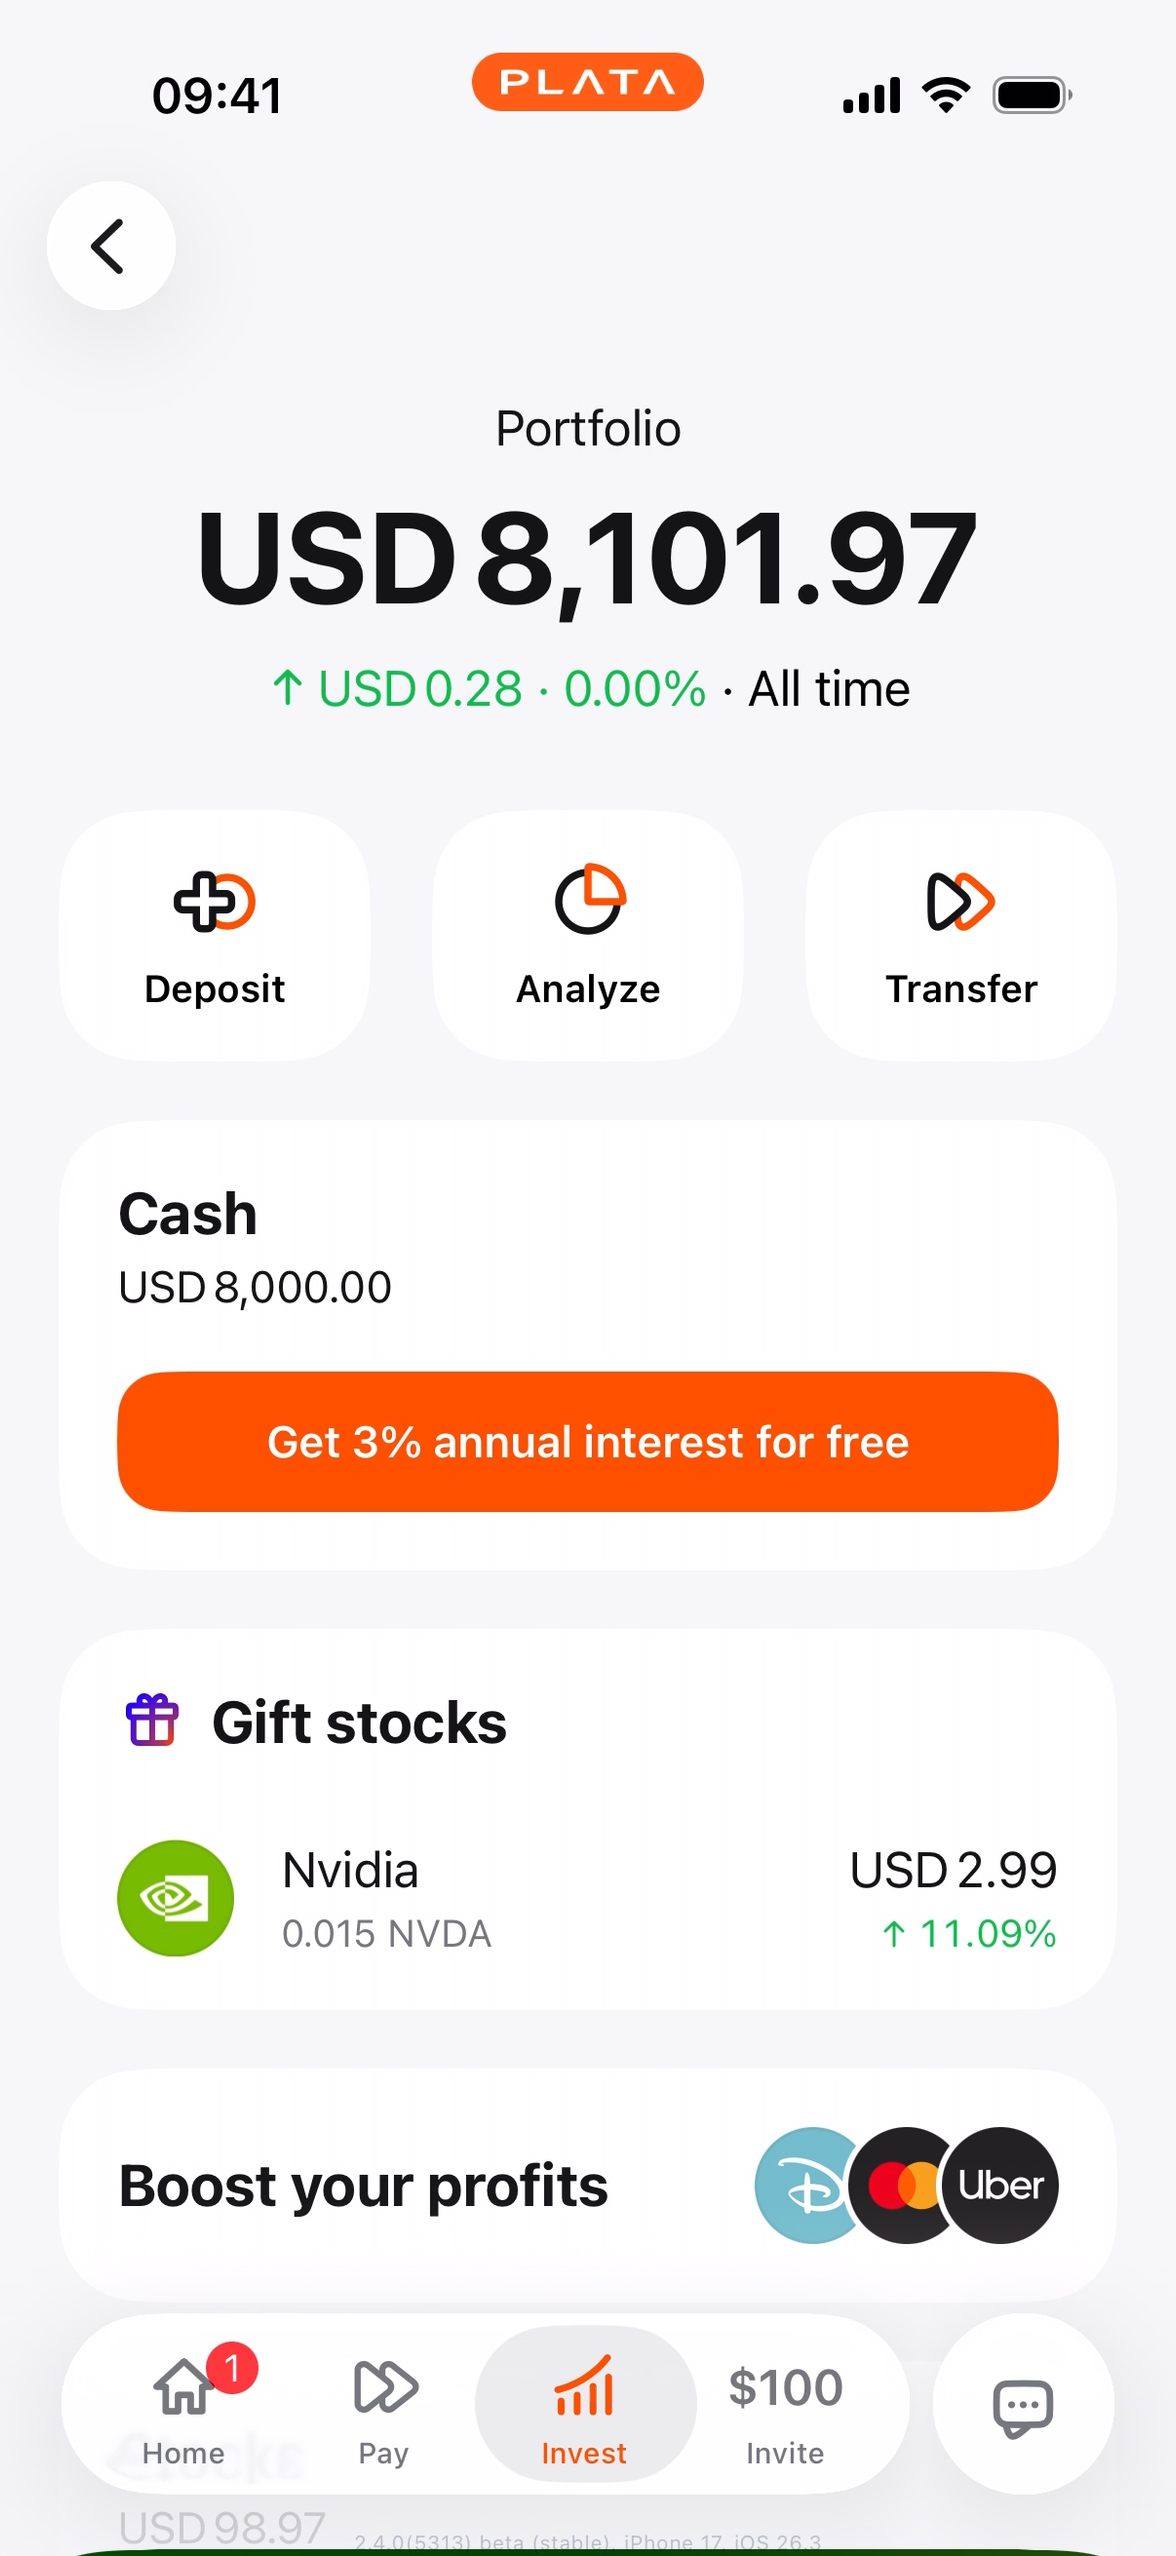 09:41
PLATA
Portfolio
USD 8,101.97
↑ USD 0.28 · 0.00% · All time
Deposit
Analyze
Transfer
Cash
USD 8,000.00
Get 3% annual interest for free
Gift stocks
Nvidia
USD 2.99
0.015 NVDA
↑ 11.09%
Boost your profits
Uber
1
$100
Home
Pay
Invest
Invite
Stocks
USD 98.97
2.4.0(5313) beta (stable), iPhone 17, iOS 26.3